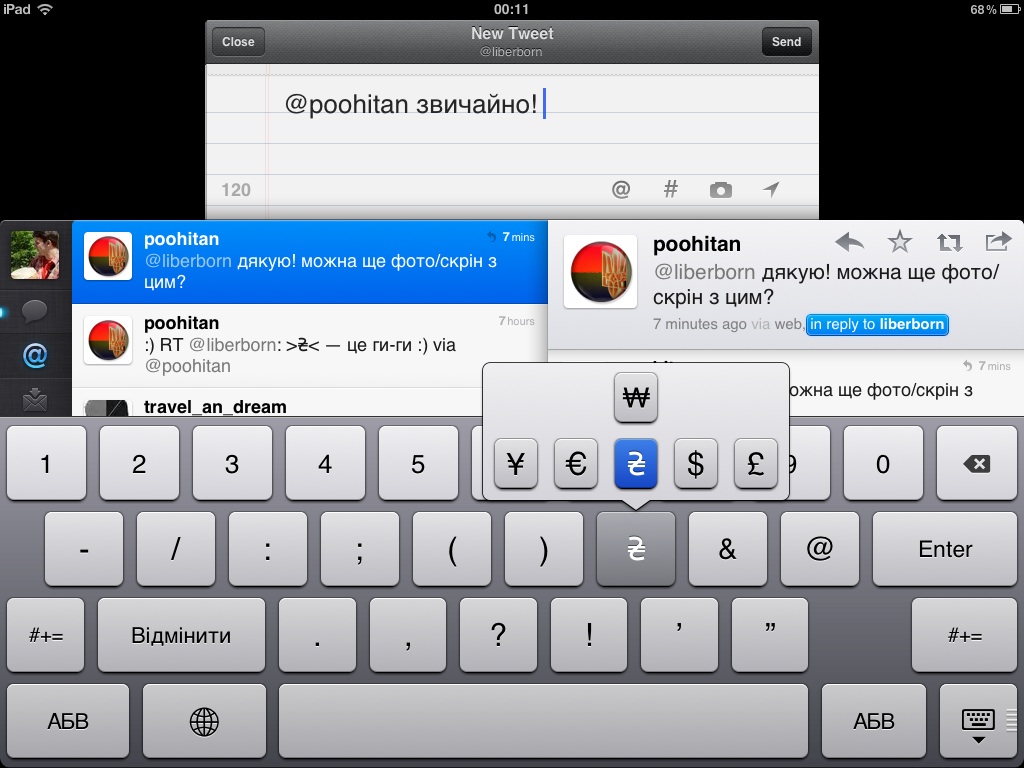 iPad 00:11 68%
Close New Tweet Send
@liberborn
@poohitan звичайно!
120 @ #
poohitan 7 mins
@liberborn дякую! можна ще фото/скрін з
цим?
poohitan 7 hours
:) RT @liberborn: >₴< — це ги-ги :) via
@poohitan
travel_an_dream
@
poohitan
@liberborn дякую! можна ще фото/
скрін з цим?
7 minutes ago via web, in reply to liberborn
7 mins
ожна ще фото/скрін з
₩
¥ € ₴ $ £
1 2 3 4 5 9 0
- / : ; ( ) ₴ & @ Enter
#+= Відмінити . , ? ! ’ ” #+=
АБВ АБВ